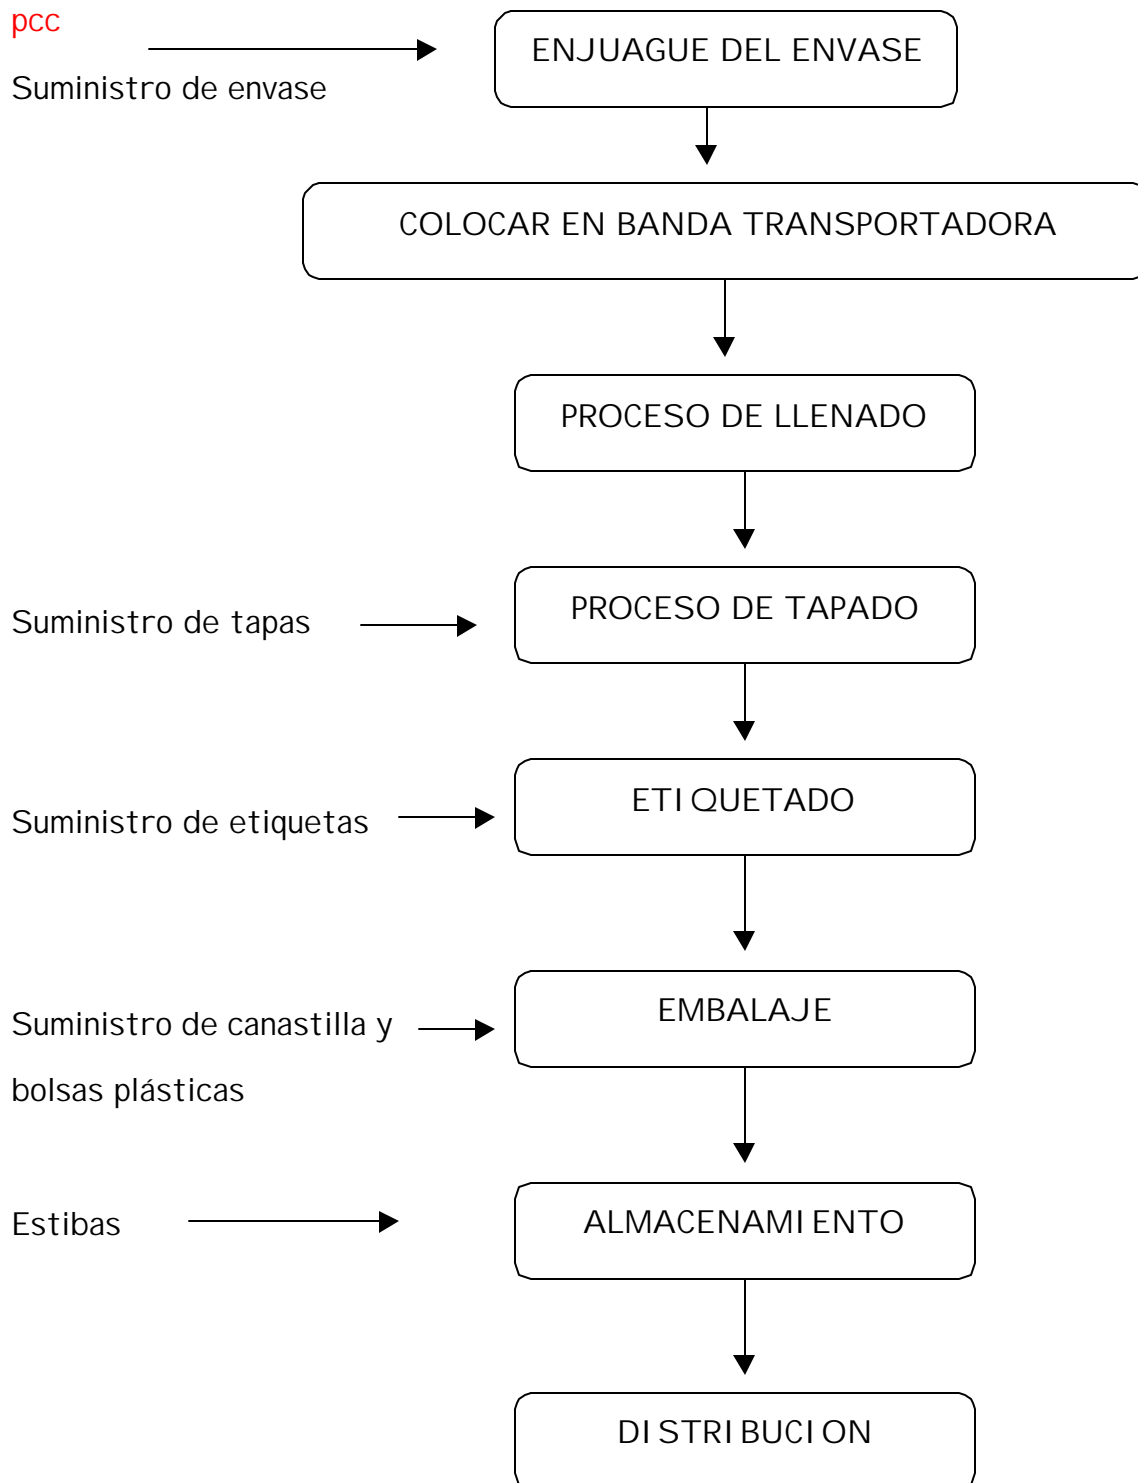 pcc
ENJUAGUE DEL ENVASE
Suministro de envase
COLOCAR EN BANDA TRANSPORTADORA
PROCESO DE LLENADO
Suministro de tapas
PROCESO DE TAPADO
ETIQUETADO
Suministro de etiquetas
EMBALAJE
Suministro de canastilla y
bolsas plásticas
Estibas
ALMACENAMIENTO
DISTRIBUCION